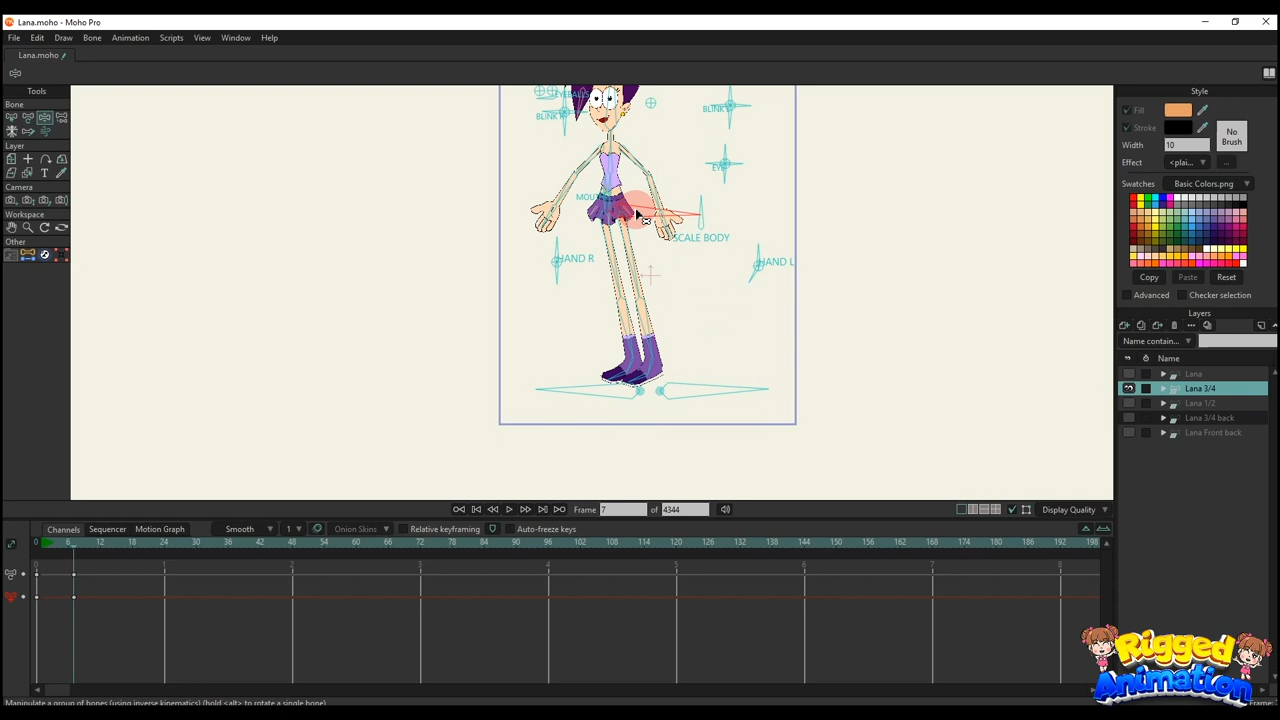 Lana.moho - Moho Pro
File Edit Draw Bone Animation Scripts View Window Help
Lana.moho
Tools
Bone
Layer
Camera
Workspace
Other
EYEBALLS
BLINK
BLINK
EYE
MOU
SCALE BODY
HAND R
HAND L
Style
Fill
Stroke
No Brush
Width 10
Effect <plai... ...
Swatches Basic Colors.png
Copy Paste Reset
Advanced Checker selection
Layers
Name contain...
Name
Lana
Lana 3/4
Lana 1/2
Lana 3/4 back
Lana Front back
Frame 7 of 4344 Display Quality
Channels Sequencer Motion Graph Smooth 1 Onion Skins Relative keyframing Auto-freeze keys
0 6 12 18 24 30 36 42 48 54 60 66 72 78 84 90 96 102 108 114 120 126 132 138 144 150 156 162 168 174 180 186 192 198
0 1 2 3 4 5 6 7 8
Manipulate a group of bones (using inverse kinematics) (hold <alt> to rotate a single bone)
Frame:
Rigged
Animation